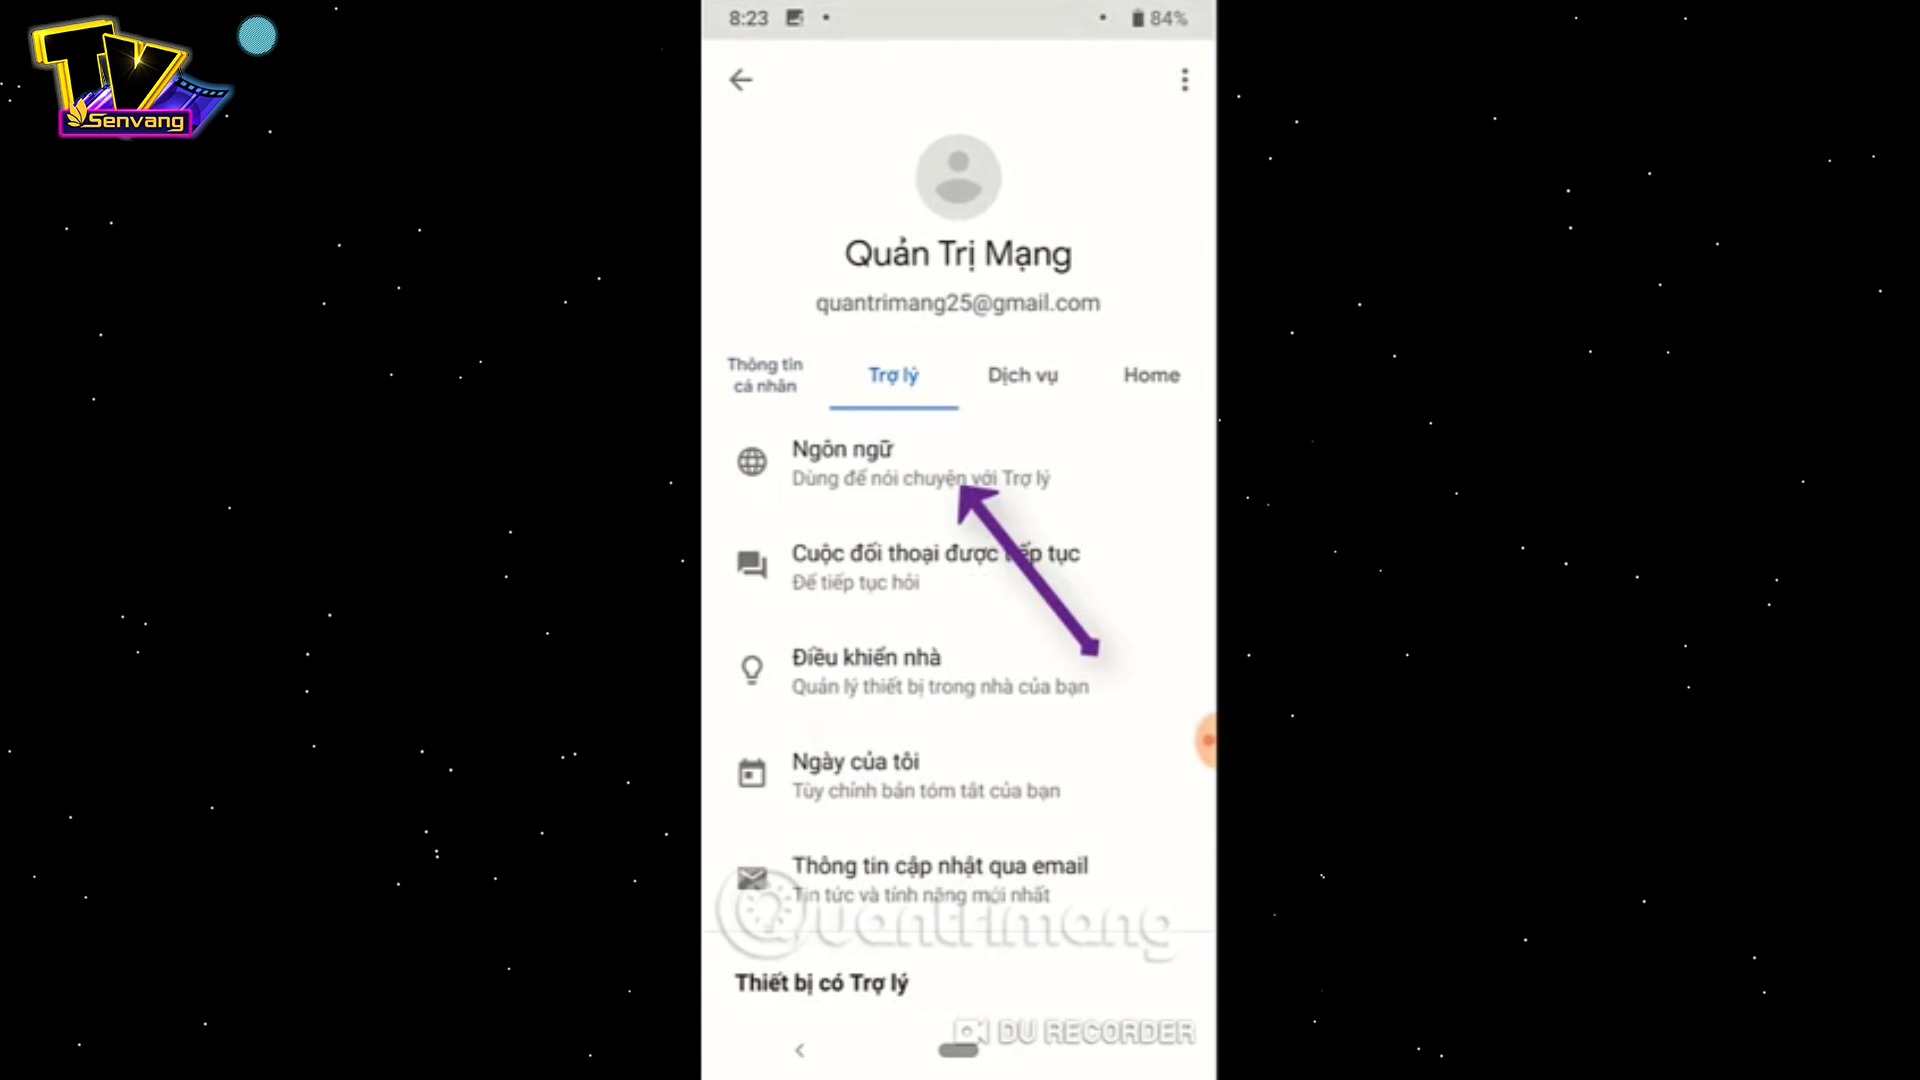 TV
Senvang
8:23
84%
Quản Trị Mạng
quantrimang25@gmail.com
Thông tin
cá nhân
Trợ lý
Dịch vụ
Home
Ngôn ngữ
Dùng để nói chuyện với Trợ lý
Cuộc đối thoại được tiếp tục
Để tiếp tục hỏi
Điều khiển nhà
Quản lý thiết bị trong nhà của bạn
Ngày của tôi
Tùy chỉnh bản tóm tắt của bạn
Thông tin cập nhật qua email
Tin tức và tính năng mới nhất
Quantrimang
Thiết bị có Trợ lý
DU RECORDER